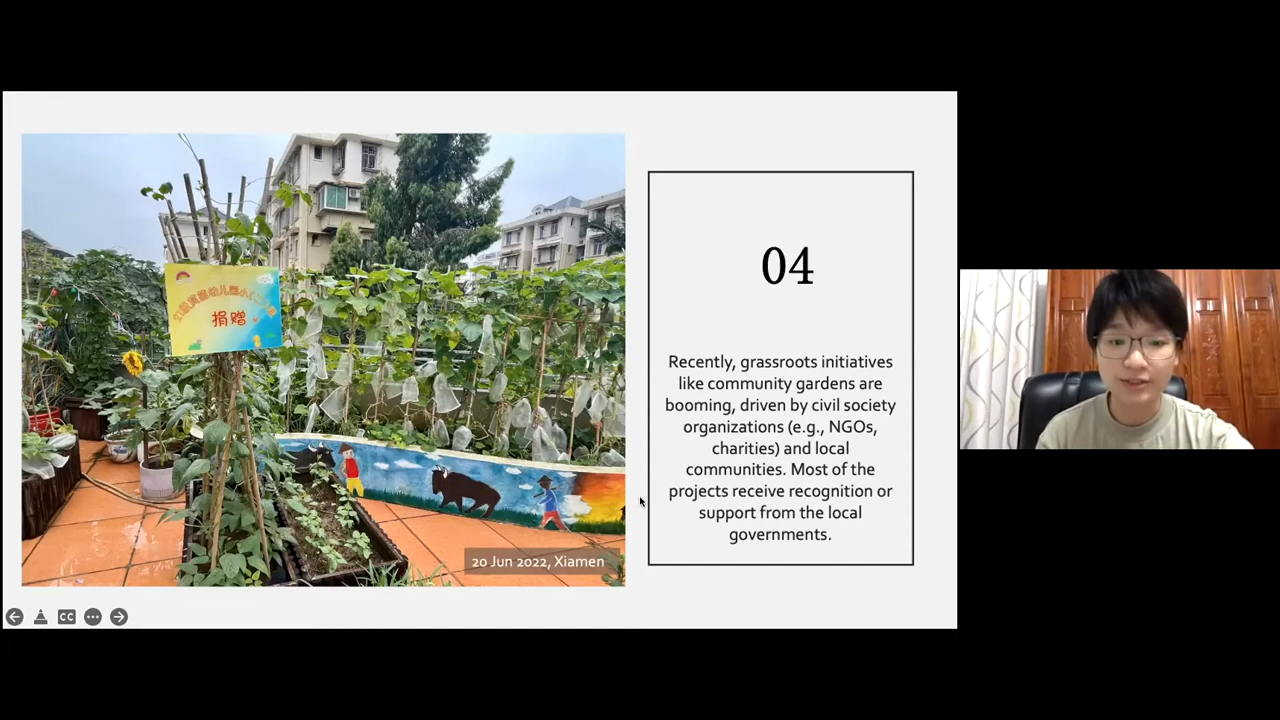 捐赠
20 Jun 2022, Xiamen
04
Recently, grassroots initiatives
like community gardens are
booming, driven by civil society
organizations (e.g., NGOs,
charities) and local
communities. Most of the
projects receive recognition or
support from the local
governments.
CC